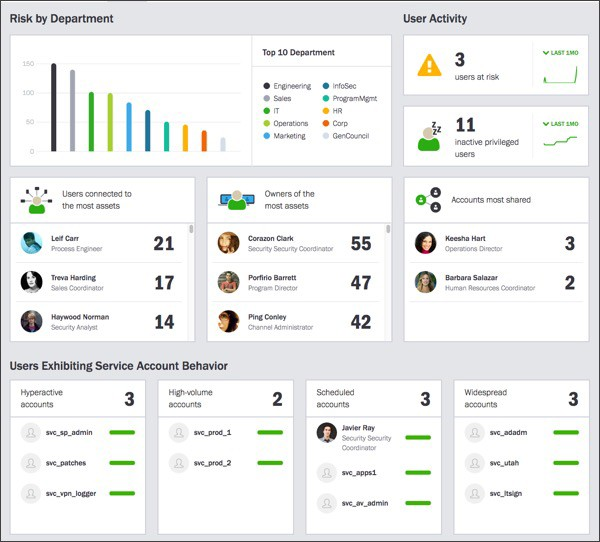 Risk by Department
User Activity
150
100
50
0
Top 10 Department
Engineering
Sales
IT
Operations
Marketing
InfoSec
ProgramMgmt
HR
Corp
GenCouncil
3
users at risk
LAST 1MO
zzz
11
inactive privileged
users
LAST 1MO
Users connected to
the most assets
Leif Carr
Process Engineer
21
Treva Harding
Sales Coordinator
17
Haywood Norman
Security Analyst
14
Owners of the
most assets
Corazon Clark
Security Security Coordinator
55
Porfirio Barrett
Program Director
47
Ping Conley
Channel Administrator
42
Accounts most shared
Keesha Hart
Operations Director
3
Barbara Salazar
Human Resources Coordinator
2
Users Exhibiting Service Account Behavior
Hyperactive
accounts
3
svc_sp_admin
svc_patches
svc_vpn_logger
High-volume
accounts
2
svc_prod_1
svc_prod_2
Scheduled
accounts
3
Javier Ray
Security Security
Coordinator
svc_apps1
svc_av_admin
Widespread
accounts
3
svc_adadm
svc_utah
svc_ltsign